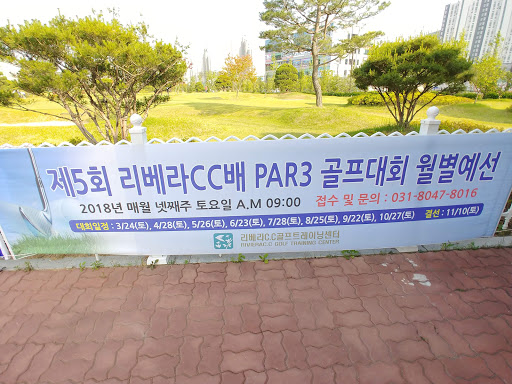 제5회 리베라CC배 PAR3 골프대회 월별예선
2018년 매월 넷째주 토요일 A.M 09:00 접수 및 문의 : 031-8047-8016
대회일정 : 3/24(토), 4/28(토), 5/26(토), 6/23(토), 7/28(토), 8/25(토), 9/22(토), 10/27(토) 결선 : 11/10(토)
리베라C.C골프트레이닝센터
RIVIERAC.C GOLF TRAINING CENTER